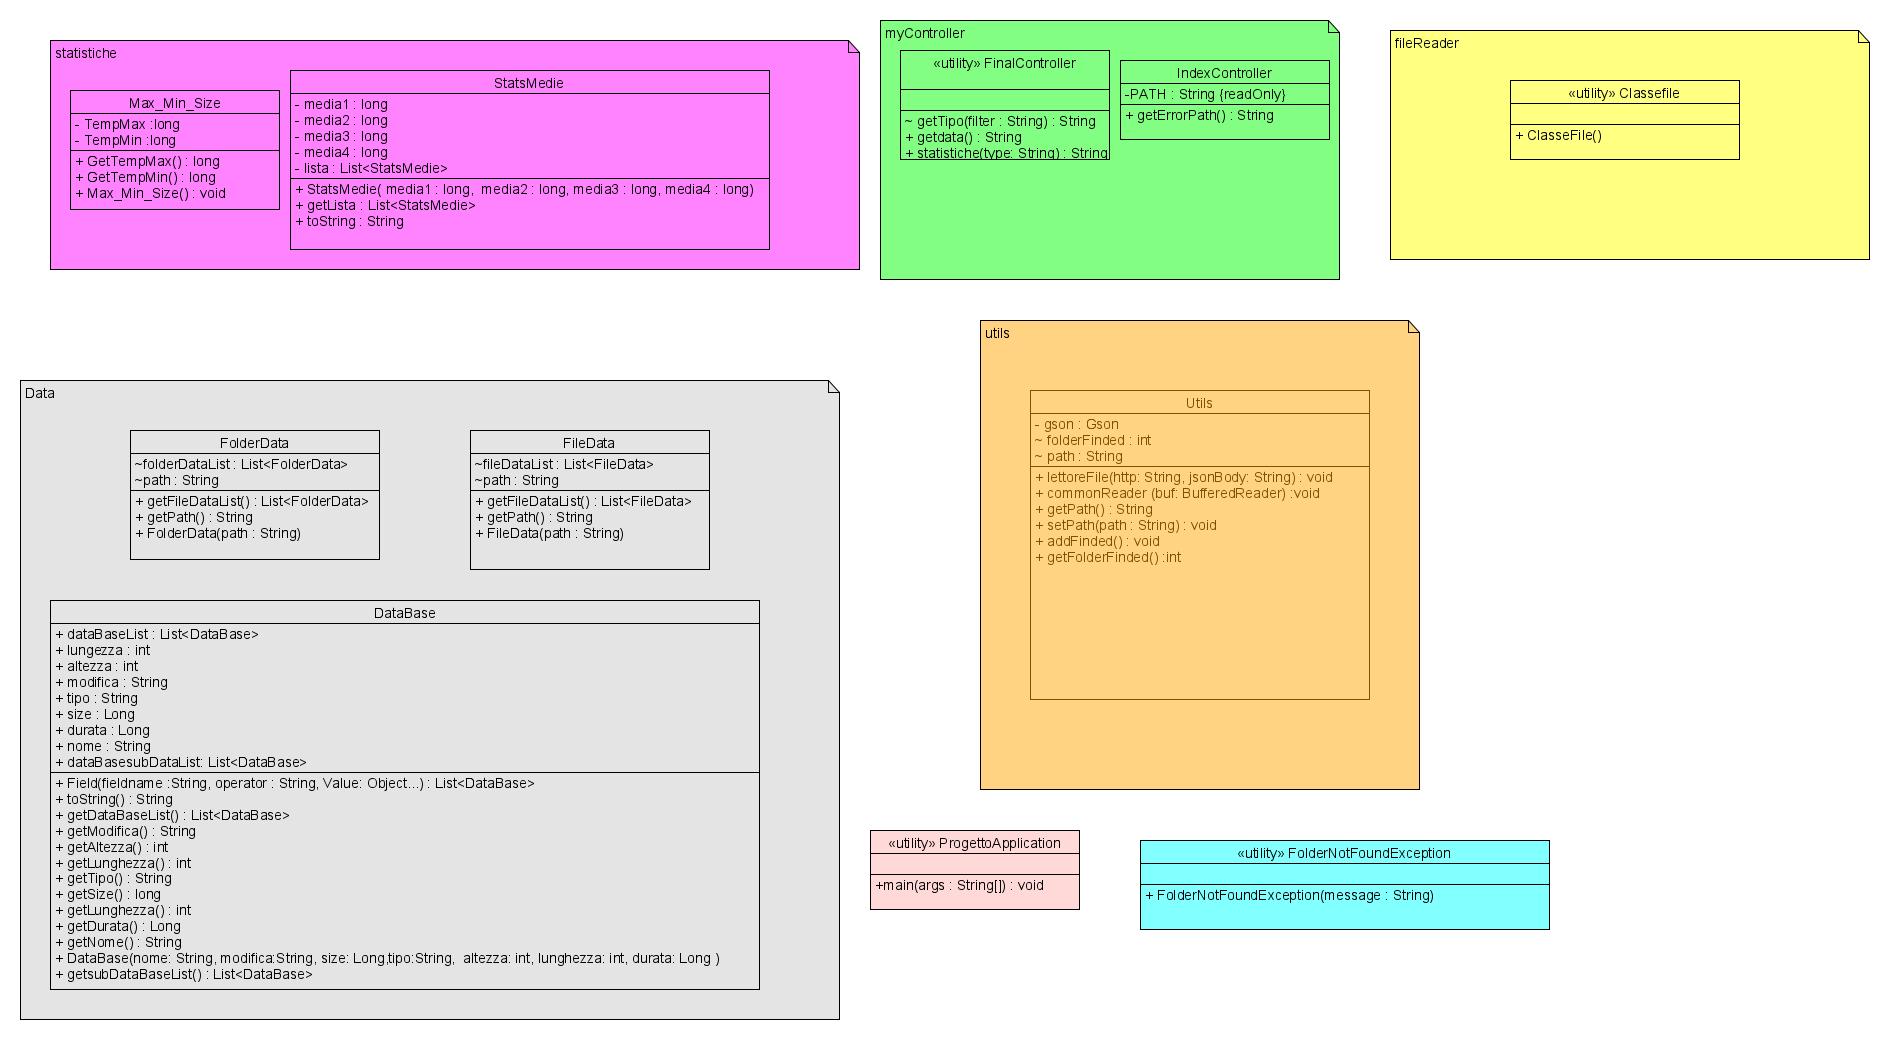 statistiche
Max_Min_Size
- TempMax :long
- TempMin :long
+ GetTempMax() : long
+ GetTempMin() : long
+ Max_Min_Size() : void
StatsMedie
- media1 : long
- media2 : long
- media3 : long
- media4 : long
- lista : List<StatsMedie>
+ StatsMedie( media1 : long,  media2 : long, media3 : long, media4 : long)
+ getLista : List<StatsMedie>
+ toString : String
myController
«utility» FinalController
~ getTipo(filter : String) : String
+ getdata() : String
+ statistiche(type: String) : String
IndexController
-PATH : String {readOnly}
+ getErrorPath() : String
fileReader
«utility» Classefile
+ ClasseFile()
utils
Utils
- gson : Gson
~ folderFinded : int
~ path : String
+ lettoreFile(http: String, jsonBody: String) : void
+ commonReader (buf: BufferedReader) :void
+ getPath() : String
+ setPath(path : String) : void
+ addFinded() : void
+ getFolderFinded() :int
Data
FolderData
~folderDataList : List<FolderData>
~path : String
+ getFileDataList() : List<FolderData>
+ getPath() : String
+ FolderData(path : String)
FileData
~fileDataList : List<FileData>
~path : String
+ getFileDataList() : List<FileData>
+ getPath() : String
+ FileData(path : String)
DataBase
+ dataBaseList : List<DataBase>
+ lungezza : int
+ altezza : int
+ modifica : String
+ tipo : String
+ size : Long
+ durata : Long
+ nome : String
+ dataBasesubDataList: List<DataBase>
+ Field(fieldname :String, operator : String, Value: Object...) : List<DataBase>
+ toString() : String
+ getDataBaseList() : List<DataBase>
+ getModifica() : String
+ getAltezza() : int
+ getLunghezza() : int
+ getTipo() : String
+ getSize() : long
+ getLunghezza() : int
+ getDurata() : Long
+ getNome() : String
+ DataBase(nome: String, modifica:String, size: Long,tipo:String,  altezza: int, lunghezza: int, durata: Long )
+ getsubDataBaseList() : List<DataBase>
«utility» ProgettoApplication
+main(args : String[]) : void
«utility» FolderNotFoundException
+ FolderNotFoundException(message : String)